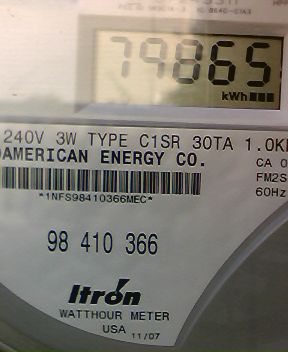 79865
kWh
240V 3W TYPE C1SR 30TA 1.0K
AMERICAN ENERGY CO.
CA 0
*1NFS98410366MEC*
FM2S
60Hz
98 410 366
Itron
WATTHOUR METER
USA 11/07